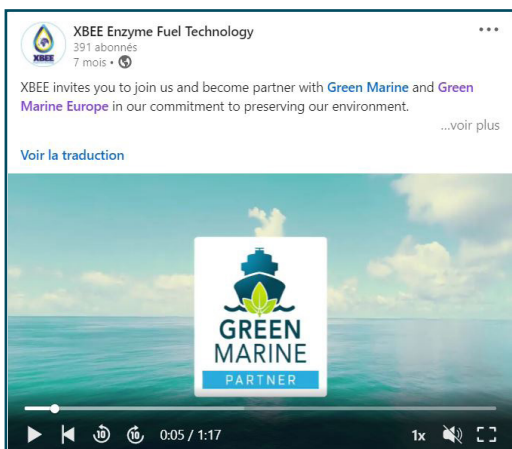 XBEE Enzyme Fuel Technology
391 abonnés
7 mois •
XBEE
XBEE invites you to join us and become partner with Green Marine and Green
Marine Europe in our commitment to preserving our environment.
...voir plus
Voir la traduction
GREEN
MARINE
PARTNER
10 10 0:05 / 1:17 1x